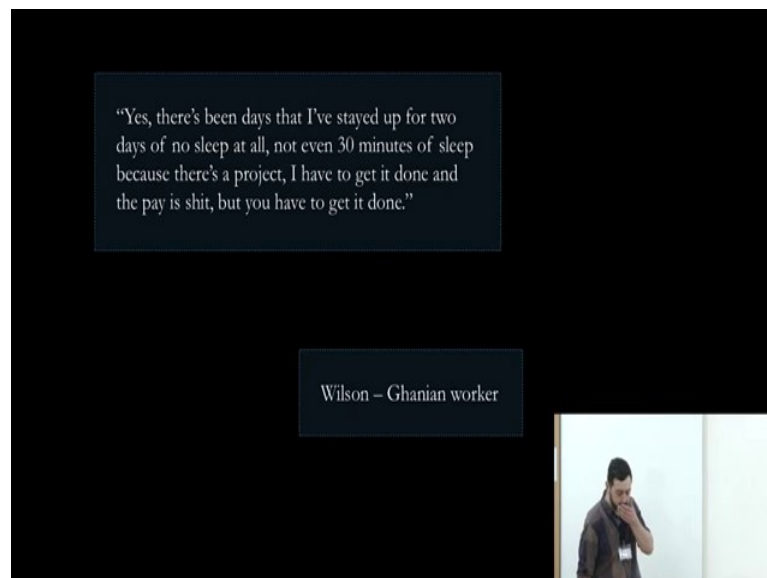 “Yes, there’s been days that I’ve stayed up for two
days of no sleep at all, not even 30 minutes of sleep
because there’s a project, I have to get it done and
the pay is shit, but you have to get it done.”
Wilson – Ghanian worker